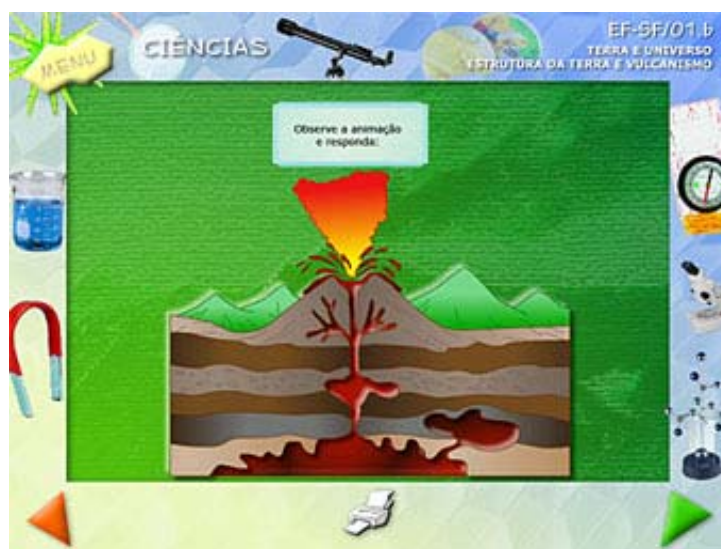 MENU
CIÊNCIAS
EF-SF/01.b
TERRA E UNIVERSO
ESTRUTURA DA TERRA E VULCANISMO
Observe a animação
e responda: